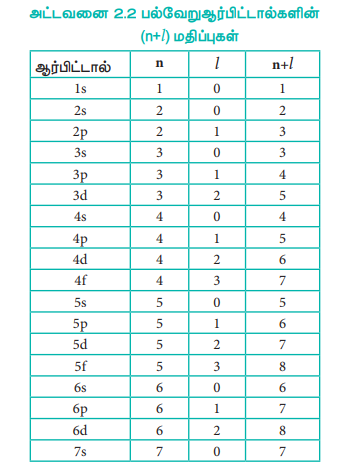 அட்டவனை 2.2 பல்வேறுஆர்பிட்டால்களின்
(n+l) மதிப்புகள்
ஆர்பிட்டால் n l n+l
1s 1 0 1
2s 2 0 2
2p 2 1 3
3s 3 0 3
3p 3 1 4
3d 3 2 5
4s 4 0 4
4p 4 1 5
4d 4 2 6
4f 4 3 7
5s 5 0 5
5p 5 1 6
5d 5 2 7
5f 5 3 8
6s 6 0 6
6p 6 1 7
6d 6 2 8
7s 7 0 7